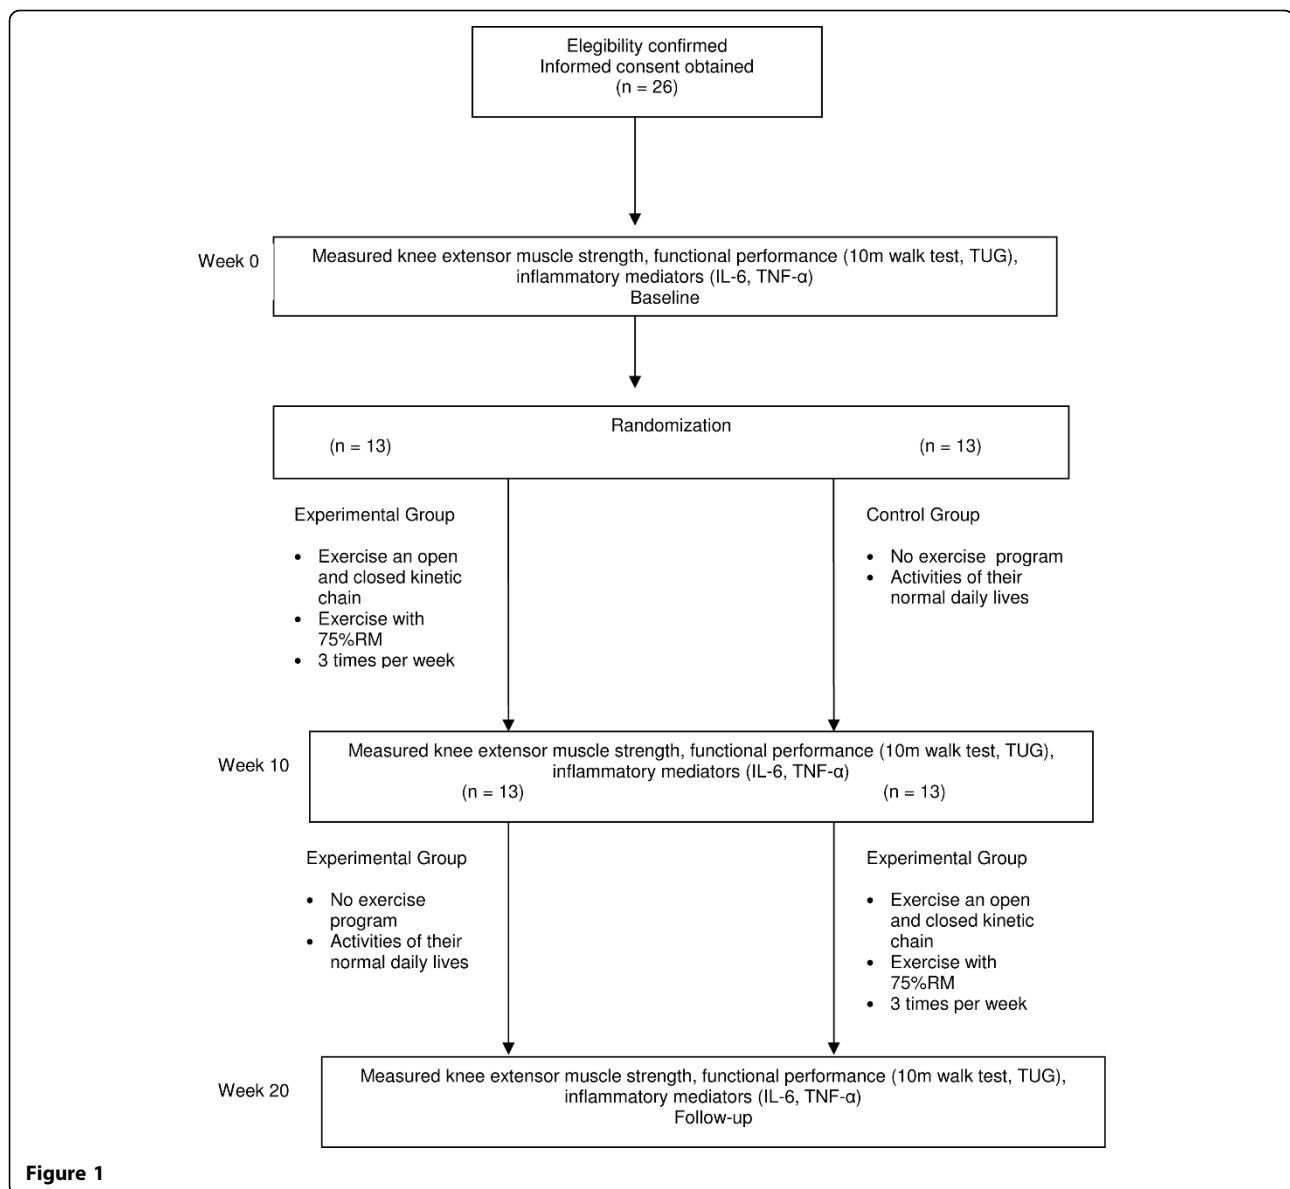 Elegibility confirmed
Informed consent obtained
(n = 26)
Week 0
Measured knee extensor muscle strength, functional performance (10m walk test, TUG),
inflammatory mediators (IL-6, TNF-α)
Baseline
Randomization
(n = 13)
(n = 13)
Experimental Group
• Exercise an open
and closed kinetic
chain
• Exercise with
75%RM
• 3 times per week
Control Group
• No exercise program
• Activities of their
normal daily lives
Week 10
Measured knee extensor muscle strength, functional performance (10m walk test, TUG),
inflammatory mediators (IL-6, TNF-α)
(n = 13)
(n = 13)
Experimental Group
• No exercise
program
• Activities of their
normal daily lives
Experimental Group
• Exercise an open
and closed kinetic
chain
• Exercise with
75%RM
• 3 times per week
Week 20
Measured knee extensor muscle strength, functional performance (10m walk test, TUG),
inflammatory mediators (IL-6, TNF-α)
Follow-up
Figure 1